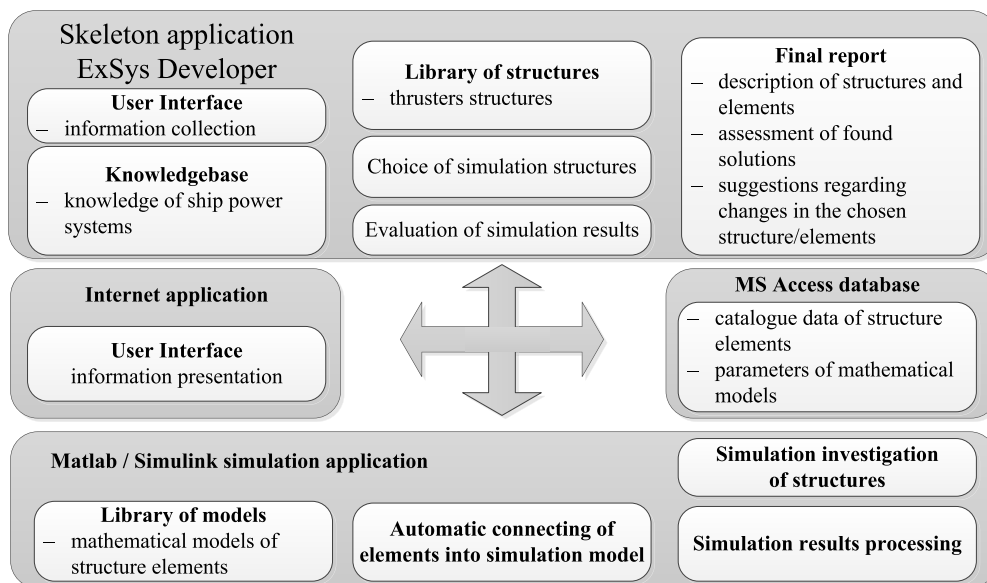 Skeleton application
ExSys Developer
User Interface
– information collection
Knowledgebase
– knowledge of ship power
systems
Library of structures
– thrusters structures
Choice of simulation structures
Evaluation of simulation results
Final report
– description of structures and
elements
– assessment of found
solutions
– suggestions regarding
changes in the chosen
structure/elements
Internet application
User Interface
information presentation
MS Access database
– catalogue data of structure
elements
– parameters of mathematical
models
Matlab / Simulink simulation application
Library of models
– mathematical models of
structure elements
Automatic connecting of
elements into simulation model
Simulation investigation
of structures
Simulation results processing